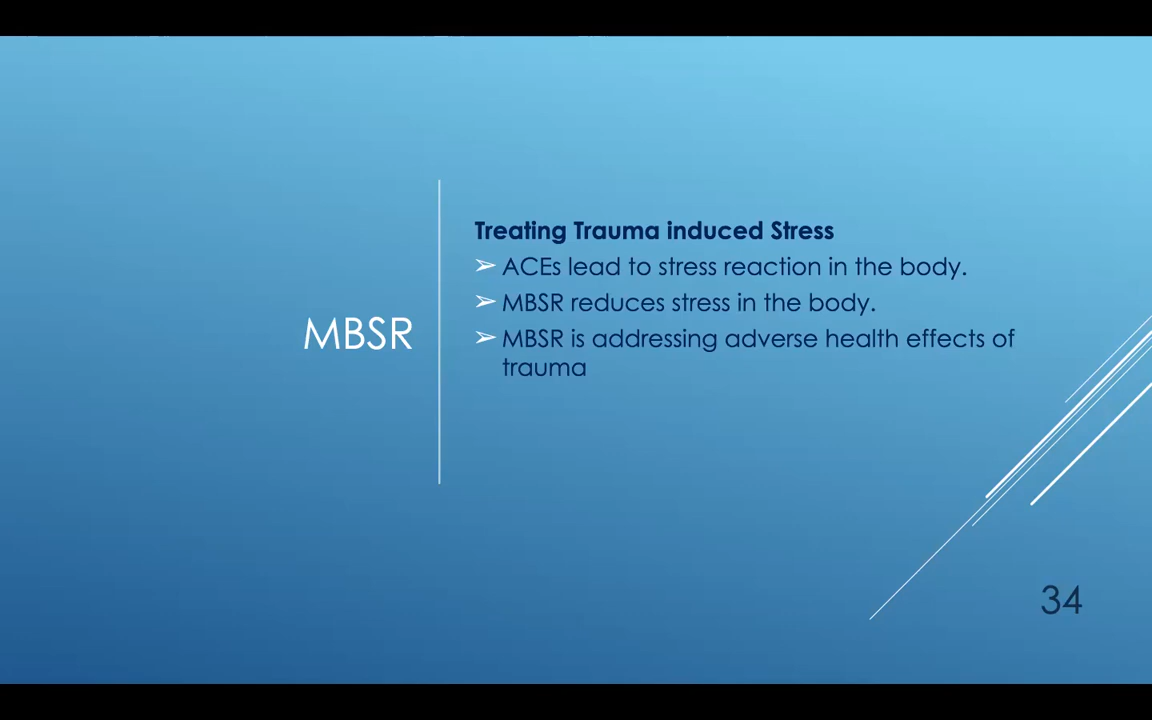 MBSR
Treating Trauma induced Stress
➢ ACEs lead to stress reaction in the body.
➢ MBSR reduces stress in the body.
➢ MBSR is addressing adverse health effects of
trauma
34